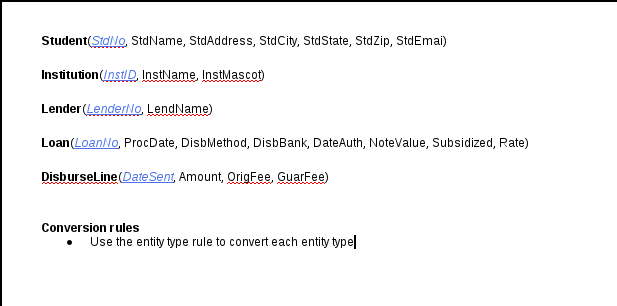 Student(StdNo, StdName, StdAddress, StdCity, StdState, StdZip, StdEmai)
Institution(InstID, InstName, InstMascot)
Lender(LenderNo, LendName)
Loan(LoanNo, ProcDate, DisbMethod, DisbBank, DateAuth, NoteValue, Subsidized, Rate)
DisburseLine(DateSent, Amount, OrigFee, GuarFee)
Conversion rules
● Use the entity type rule to convert each entity type